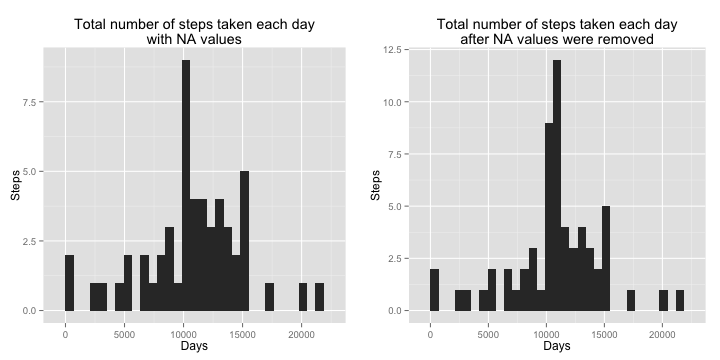 Total number of steps taken each day
with NA values
Steps
7.5
5.0
2.5
0.0
0
5000
10000
15000
20000
Days
Total number of steps taken each day
after NA values were removed
Steps
12.5
10.0
7.5
5.0
2.5
0.0
0
5000
10000
15000
20000
Days